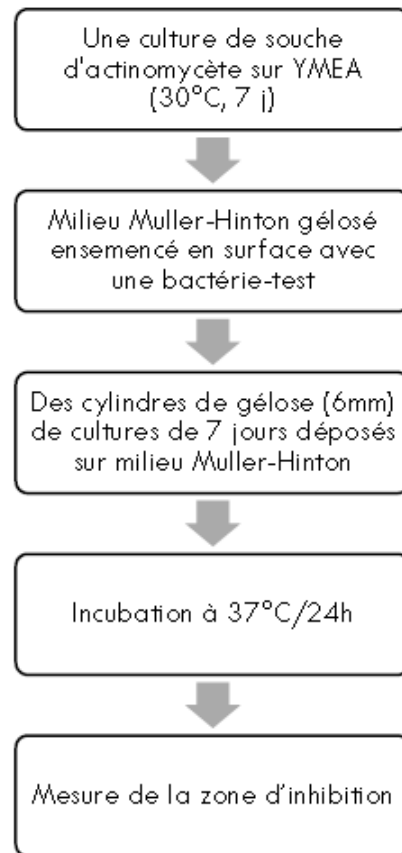 Une culture de souche
d'actinomycète sur YMEA
(30°C, 7 j)
Milieu Muller-Hinton gélosé
ensemencé en surface avec
une bactérie-test
Des cylindres de gélose (6mm)
de cultures de 7 jours déposés
sur milieu Muller-Hinton
Incubation à 37°C/24h
Mesure de la zone d'inhibition